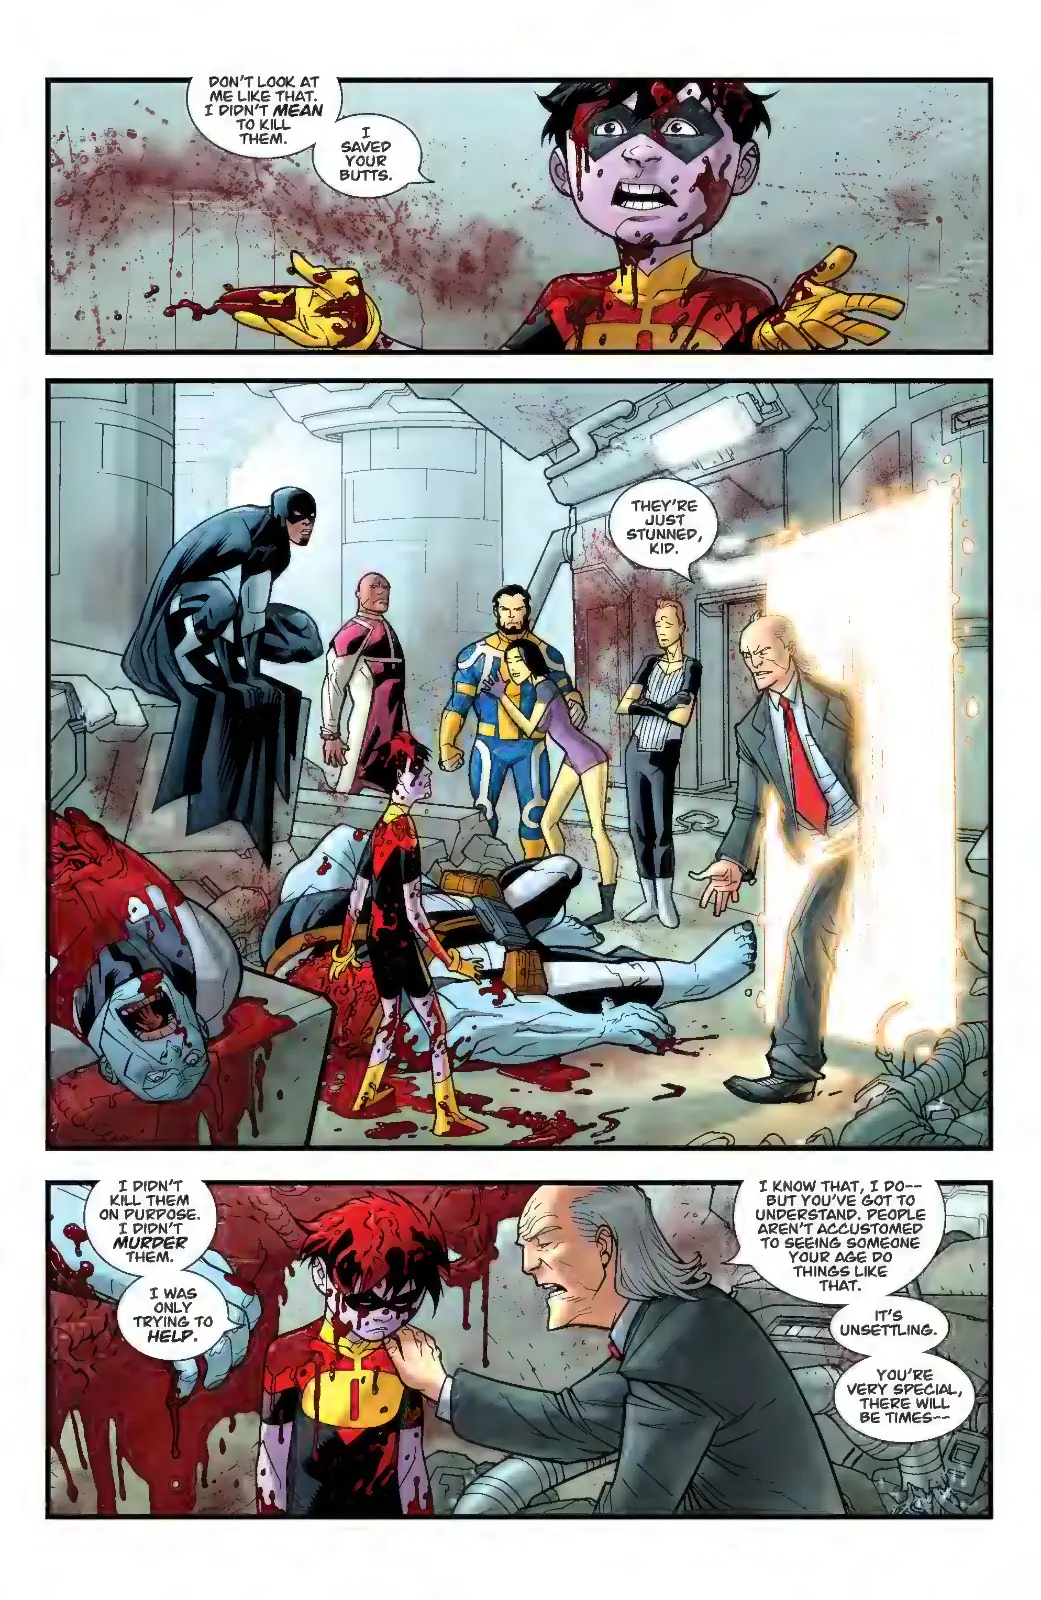 DON'T LOOK AT
ME LIKE THAT.
I DIDN'T MEAN
TO KILL
THEM.
I
SAVED
YOUR
BUTTS.
THEY'RE
JUST
STUNNED,
KID.
I DIDN'T
KILL THEM
ON PURPOSE.
I DIDN'T
MURDER
THEM.
I WAS
ONLY
TRYING TO
HELP.
I KNOW THAT, I DO--
BUT YOU'VE GOT TO
UNDERSTAND. PEOPLE
AREN'T ACCUSTOMED
TO SEEING SOMEONE
YOUR AGE DO
THINGS LIKE
THAT.
IT'S
UNSETTLING.
YOU'RE
VERY SPECIAL,
THERE WILL
BE TIMES--